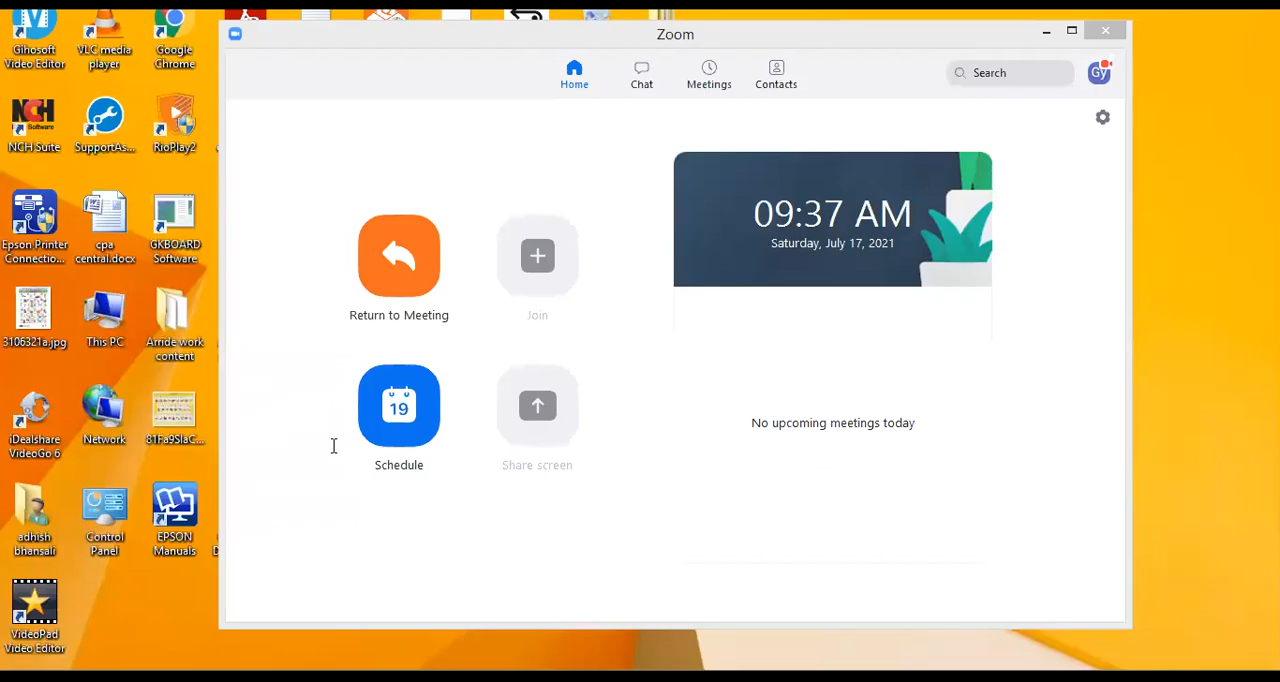 Zoom
Home
Chat
Meetings
Contacts
Search
Gy
09:37 AM
Saturday, July 17, 2021
Return to Meeting
Join
19
Schedule
Share screen
No upcoming meetings today
Gihosoft
Video Editor
VLC media
player
Google
Chrome
NCH
NCH Suite
SupportAs...
RioPlay2
Epson Printer
Connectio...
cpa
central.docx
GKBOARD
Software
3106321a.jpg
This PC
Arride work
content
iDealshare
VideoGo 6
Network
81Fa9SlaC...
adhish
bhansali
Control
Panel
EPSON
Manuals
VideoPad
Video Editor